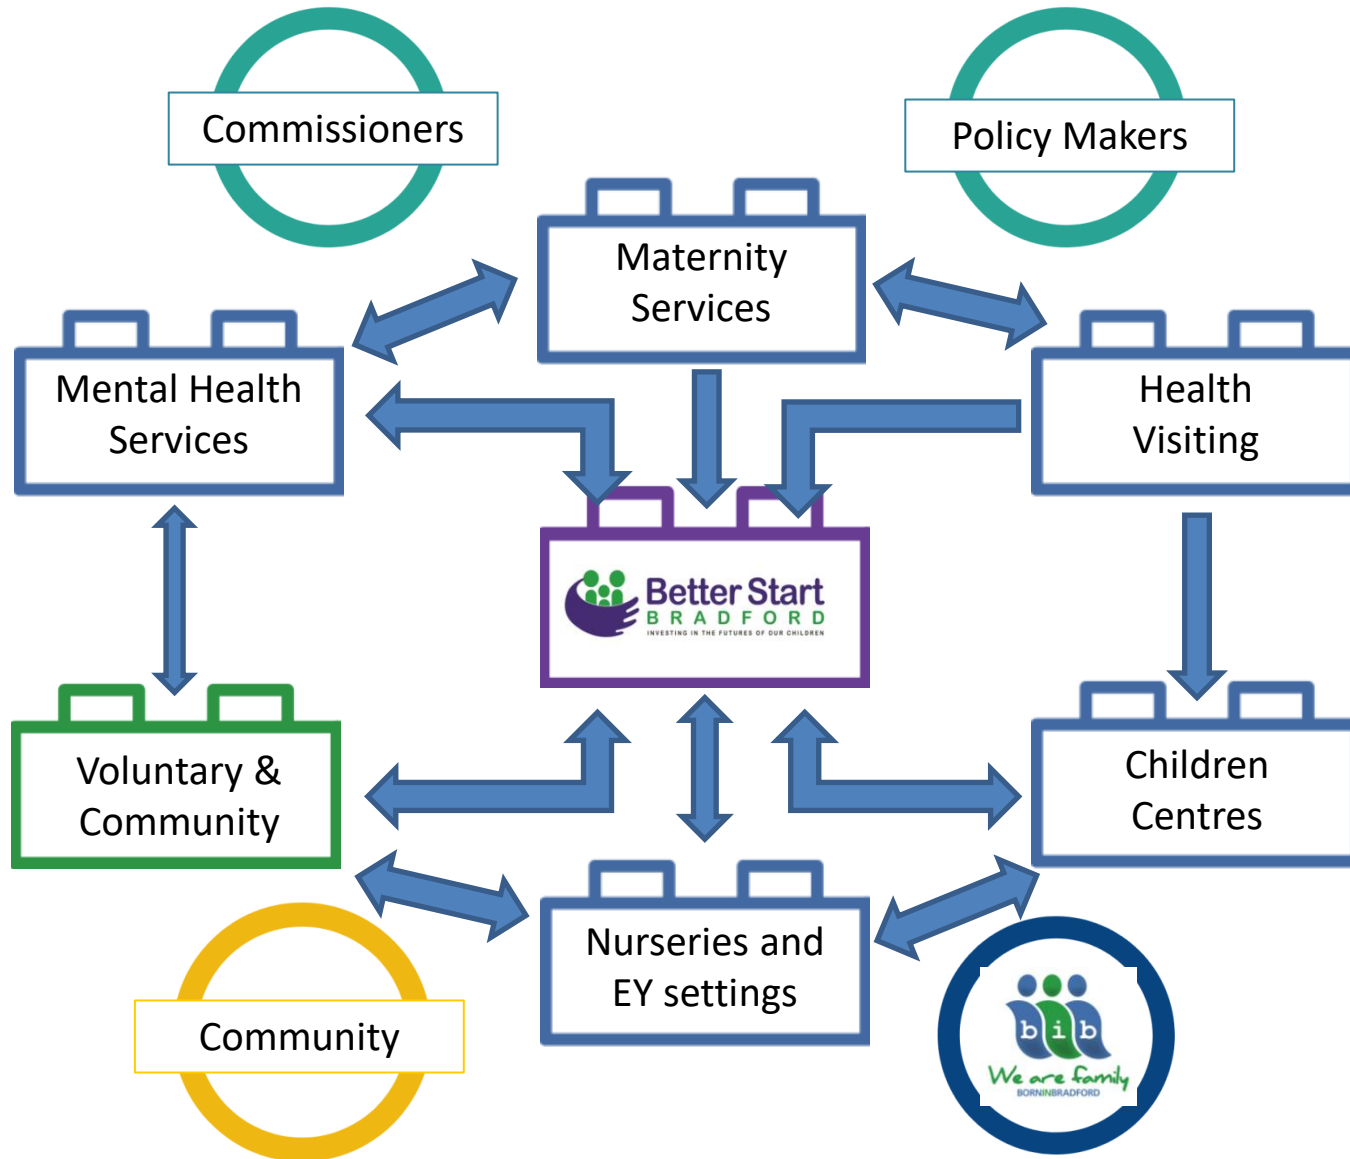 Commissioners
Policy Makers
Maternity
Services
Mental Health
Services
Health
Visiting
Better Start
BRADFORD
INVESTING IN THE FUTURES OF OUR CHILDREN
Voluntary &
Community
Children
Centres
Nurseries and
EY settings
Community
bib
We are family
BORNINBRADFORD